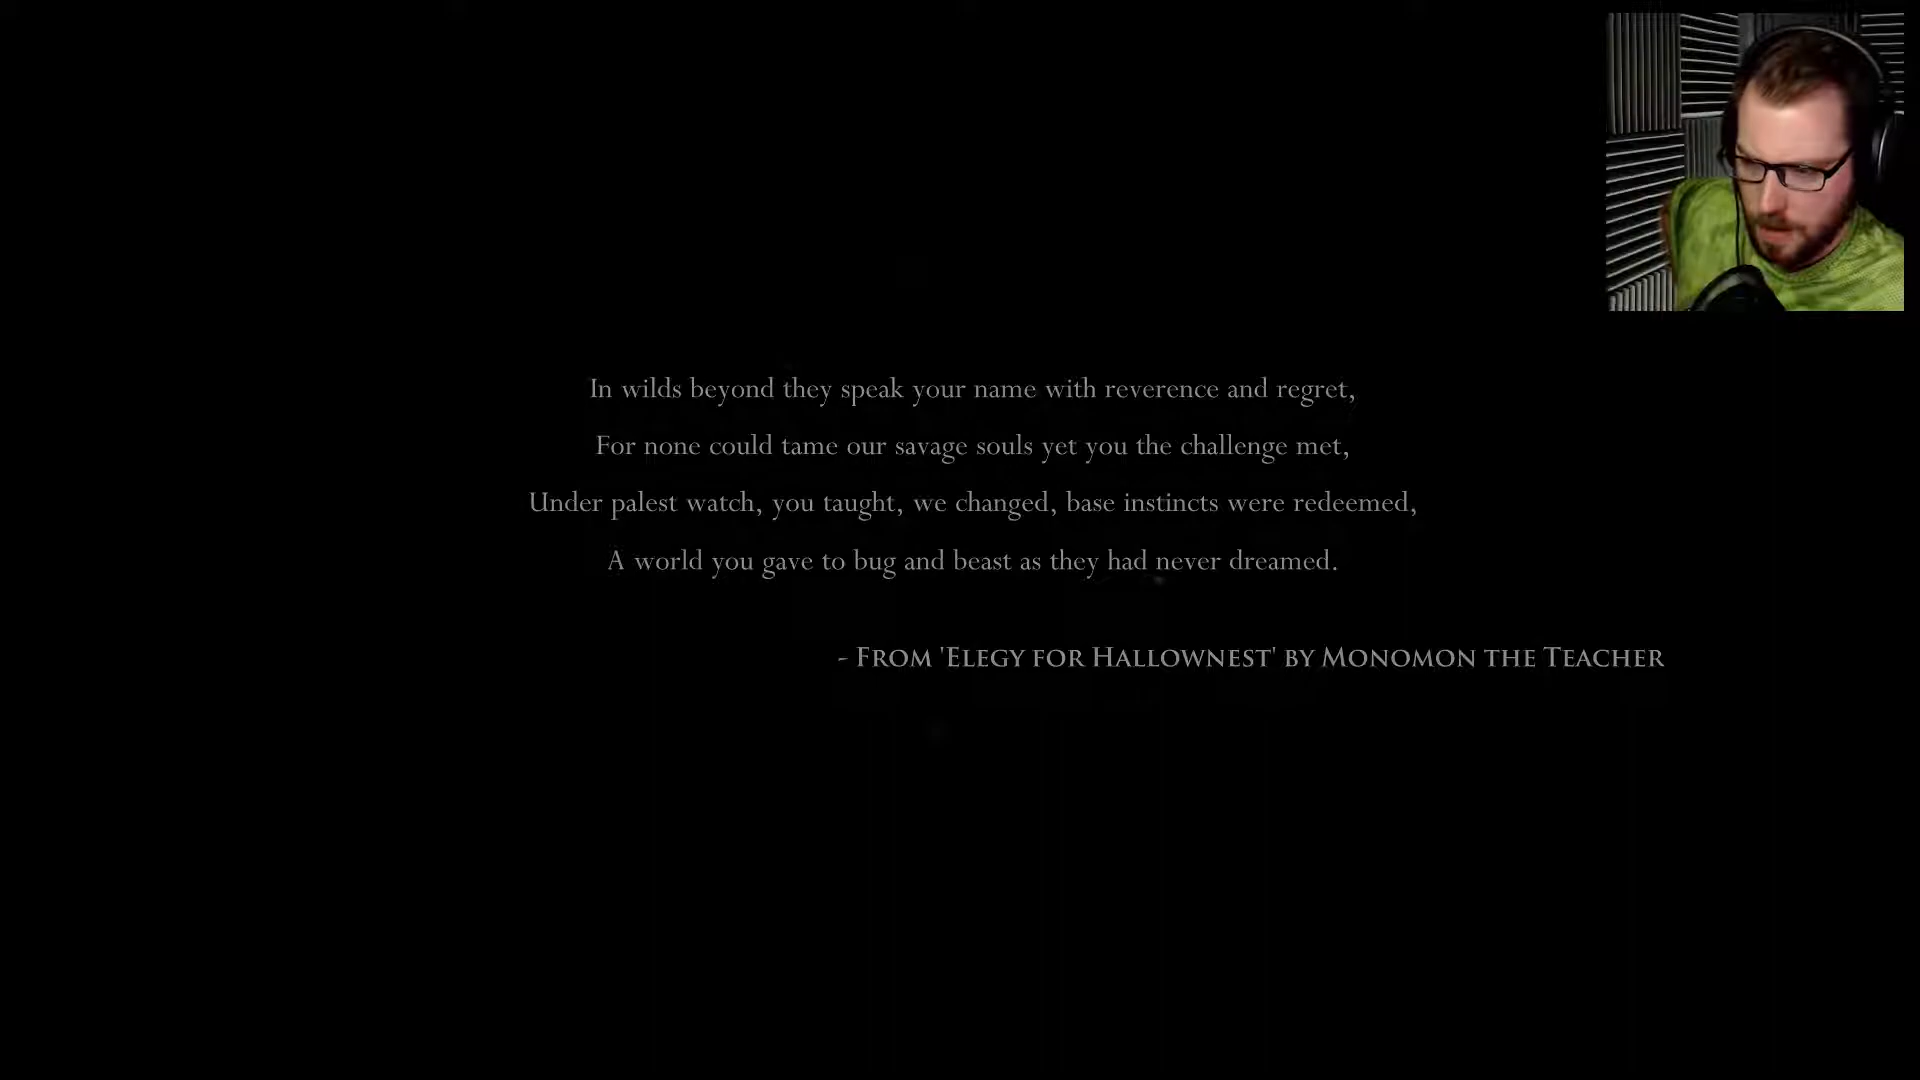 In wilds beyond they speak your name with reverence and regret,
For none could tame our savage souls yet you the challenge met,
Under palest watch, you taught, we changed, base instincts were redeemed,
A world you gave to bug and beast as they had never dreamed.
- From 'Elegy for Hallownest' by Monomon the Teacher